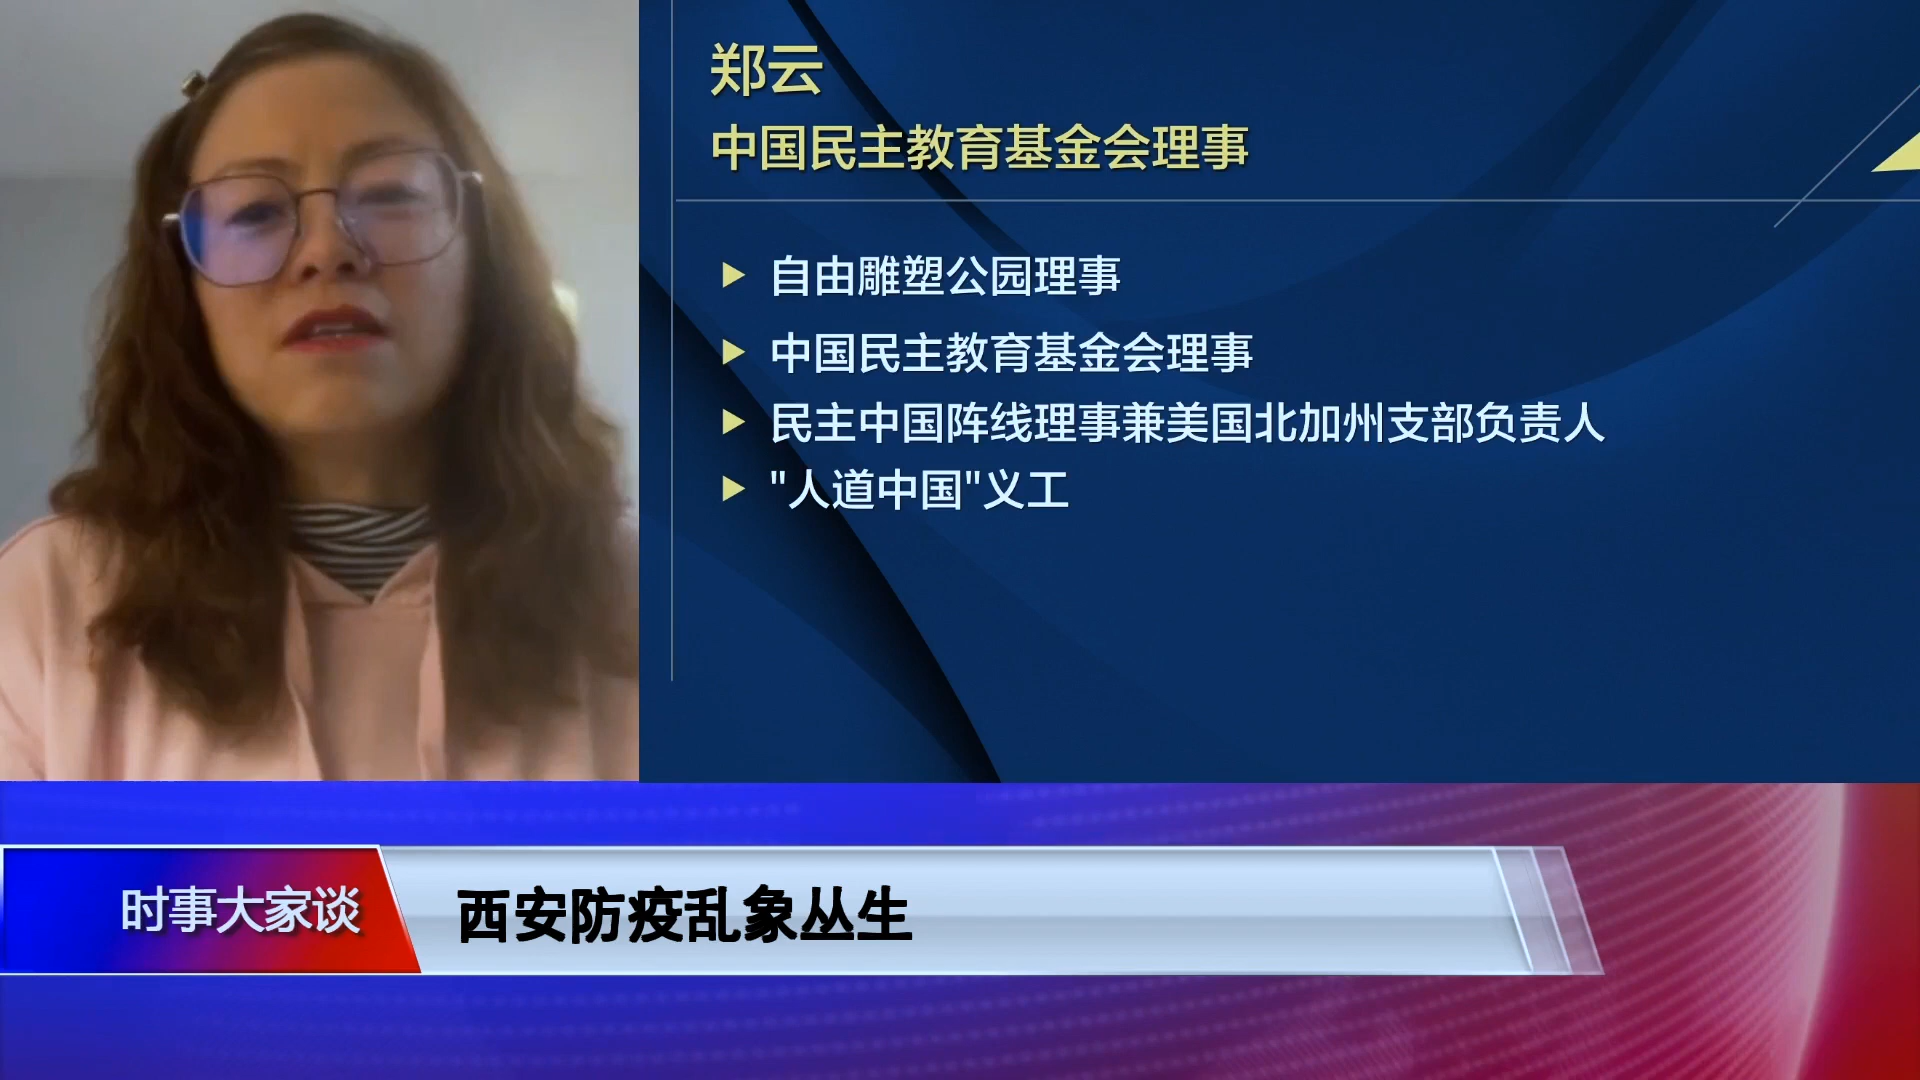 郑云
中国民主教育基金会理事
自由雕塑公园理事
中国民主教育基金会理事
民主中国阵线理事兼美国北加州支部负责人
"人道中国"义工
时事大家谈
西安防疫乱象丛生